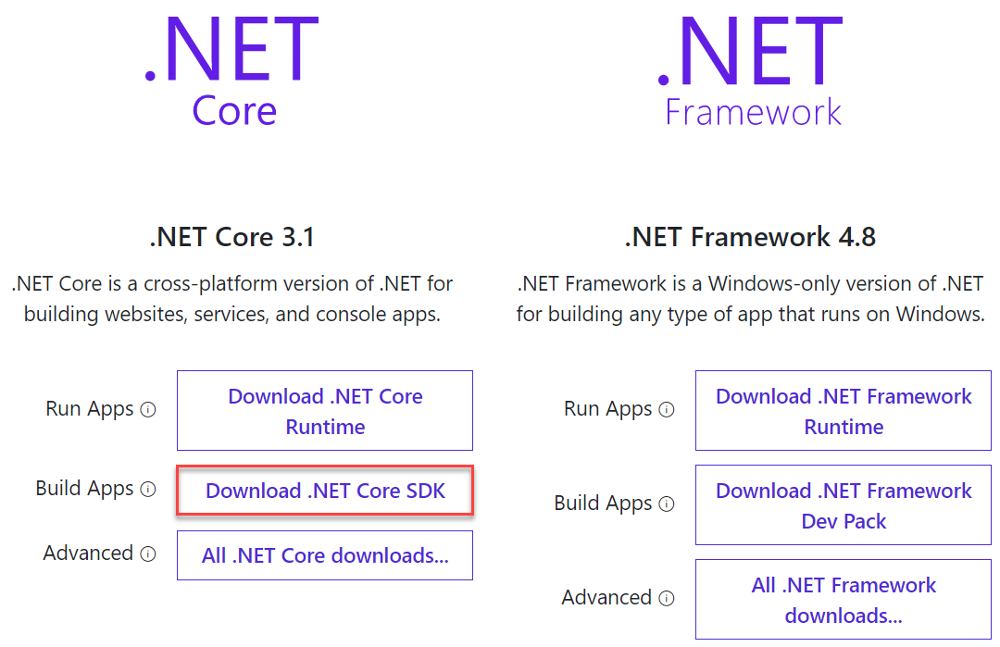 .NET
Core
.NET Core 3.1
.NET Core is a cross-platform version of .NET for
building websites, services, and console apps.
Run Apps
Download .NET Core
Runtime
Build Apps
Download .NET Core SDK
Advanced
All .NET Core downloads...
.NET
Framework
.NET Framework 4.8
.NET Framework is a Windows-only version of .NET
for building any type of app that runs on Windows.
Run Apps
Download .NET Framework
Runtime
Build Apps
Download .NET Framework
Dev Pack
Advanced
All .NET Framework
downloads...